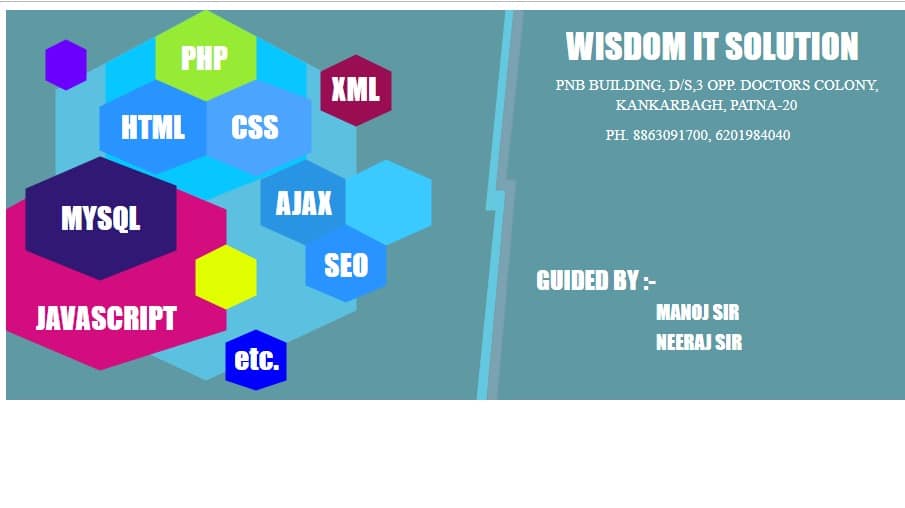 PHP
XML
HTML
CSS
MYSQL
AJAX
SEO
JAVASCRIPT
etc.
WISDOM IT SOLUTION
PNB BUILDING, D/S,3 OPP. DOCTORS COLONY,
KANKARBAGH, PATNA-20
PH. 8863091700, 6201984040
GUIDED BY :-
MANOJ SIR
NEERAJ SIR